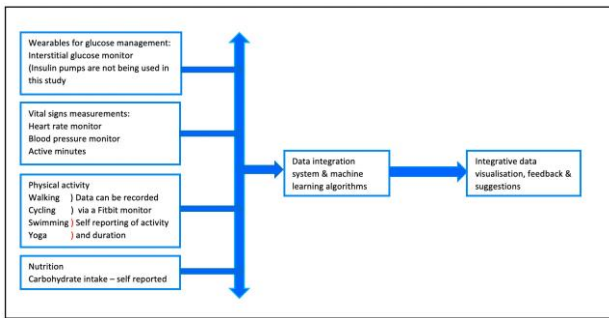 Wearables for glucose management:
Interstitial glucose monitor
(Insulin pumps are not being used in
this study
Vital signs measurements:
Heart rate monitor
Blood pressure monitor
Active minutes
Physical activity
Walking ) Data can be recorded
Cycling ) via a Fitbit monitor
Swimming ) Self reporting of activity
Yoga ) and duration
Nutrition
Carbohydrate intake – self reported
Data integration
system & machine
learning algorithms
Integrative data
visualisation, feedback &
suggestions